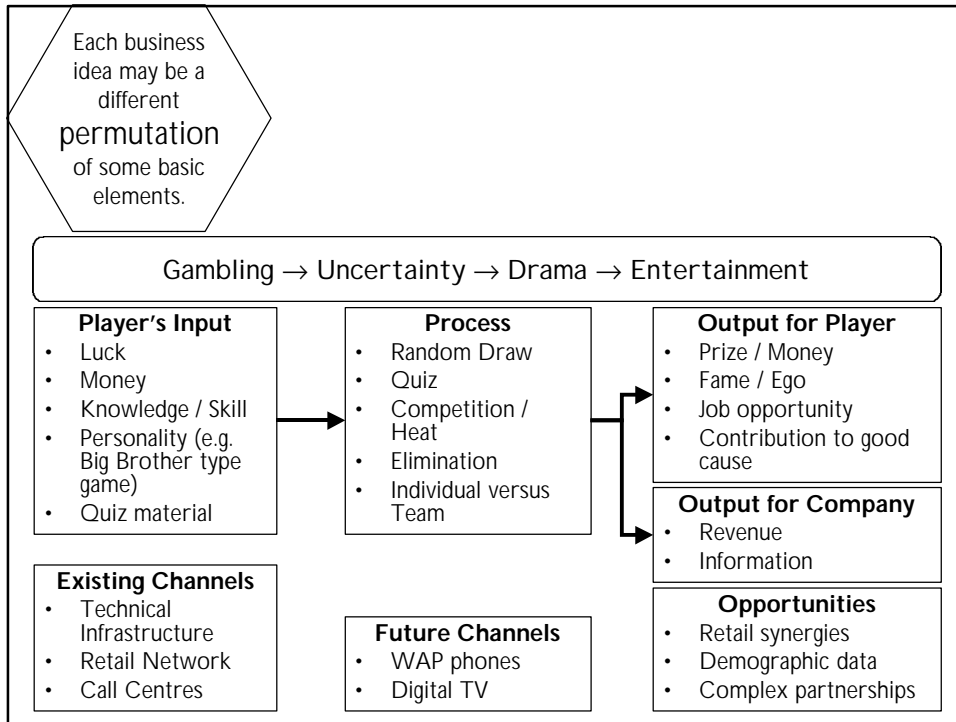 Each business
idea may be a
different
permutation
of some basic
elements.
Gambling → Uncertainty → Drama → Entertainment
Player's Input
• Luck
• Money
• Knowledge / Skill
• Personality (e.g.
Big Brother type
game)
• Quiz material
Process
• Random Draw
• Quiz
• Competition /
Heat
• Elimination
• Individual versus
Team
Output for Player
• Prize / Money
• Fame / Ego
• Job opportunity
• Contribution to good
cause
Output for Company
• Revenue
• Information
Existing Channels
• Technical
Infrastructure
• Retail Network
• Call Centres
Future Channels
• WAP phones
• Digital TV
Opportunities
• Retail synergies
• Demographic data
• Complex partnerships